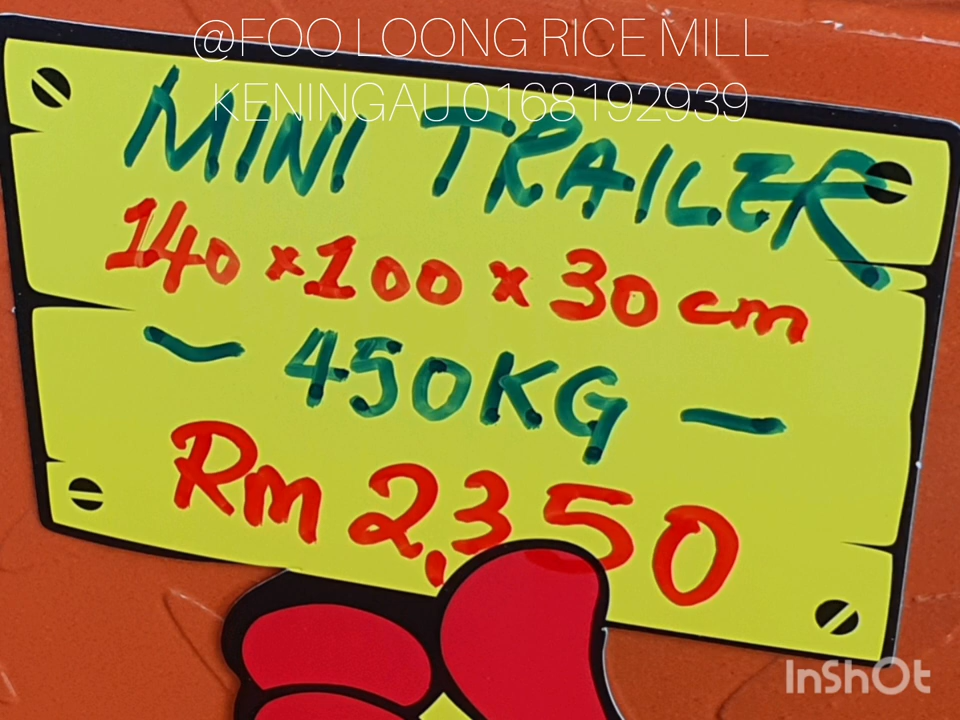 @FOO LOONG RICE MILL
KENINGAU 0168192939
MINI TRAILER
140 x 100 x 30 cm
~ 450KG ~
Rm 2,350
InShOt